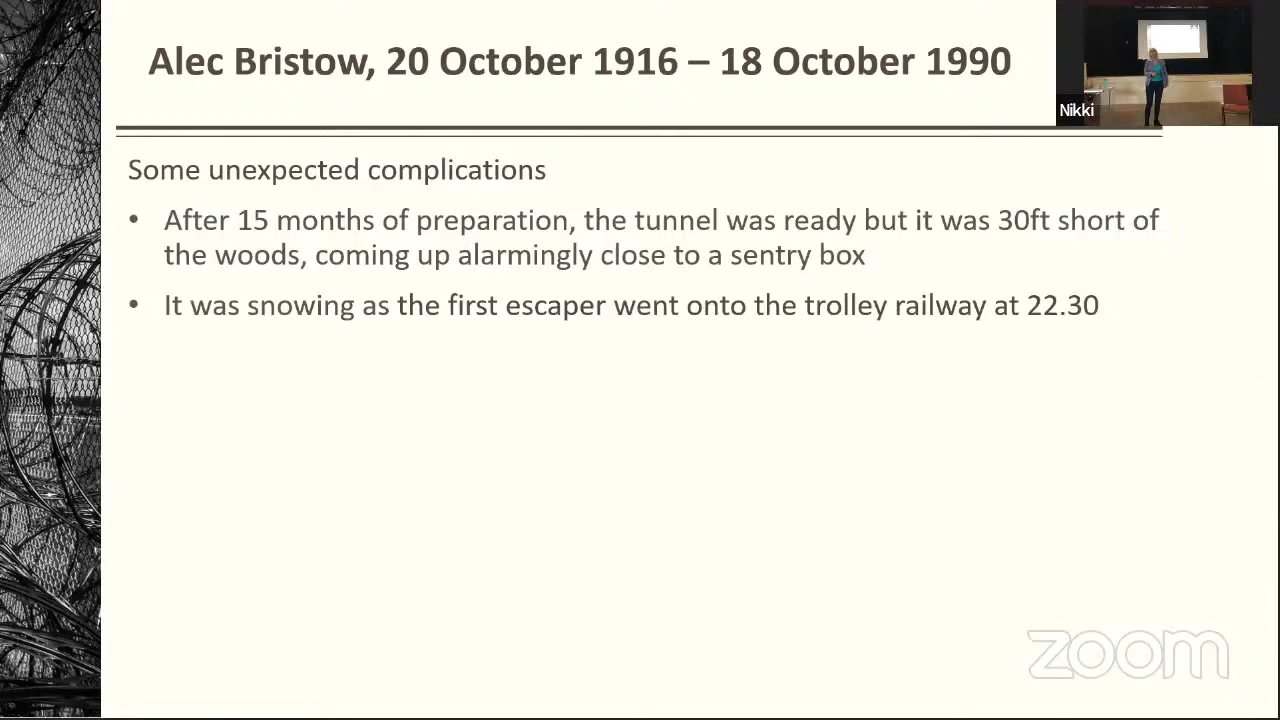 Alec Bristow, 20 October 1916 – 18 October 1990
Nikki
Some unexpected complications
• After 15 months of preparation, the tunnel was ready but it was 30ft short of
the woods, coming up alarmingly close to a sentry box
• It was snowing as the first escaper went onto the trolley railway at 22.30
zoom